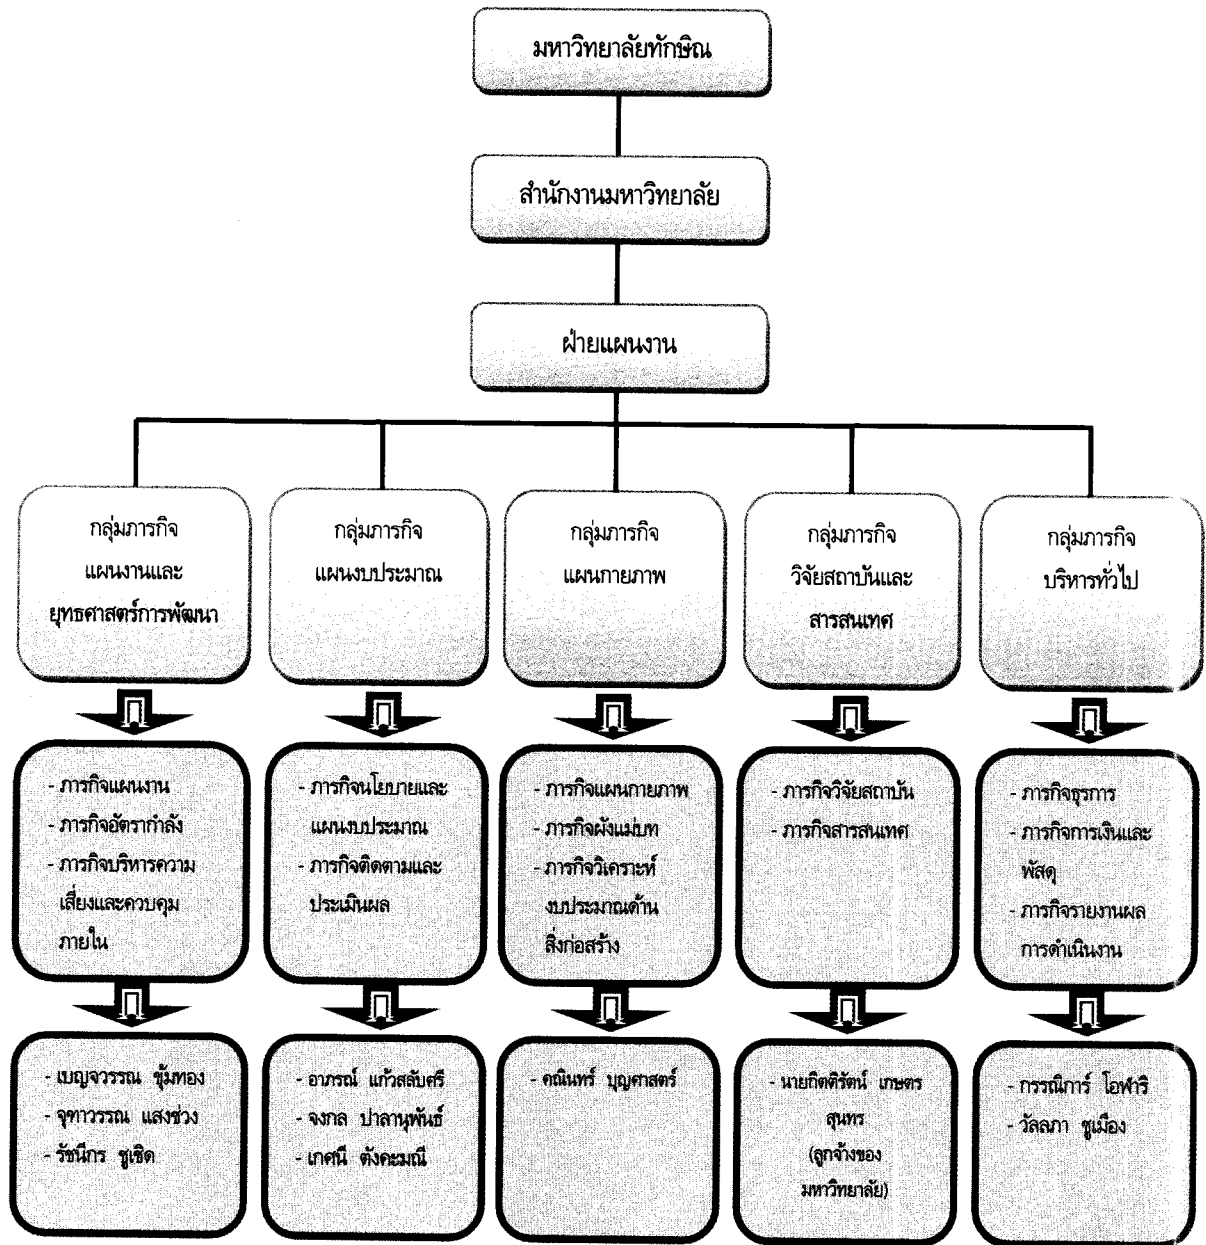 มหาวิทยาลัยทักษิณ
สำนักงานมหาวิทยาลัย
ฝ่ายแผนงาน
กลุ่มภารกิจ
แผนงานและ
ยุทธศาสตร์การพัฒนา
กลุ่มภารกิจ
แผนงบประมาณ
กลุ่มภารกิจ
แผนกายภาพ
กลุ่มภารกิจ
วิจัยสถาบันและ
สารสนเทศ
กลุ่มภารกิจ
บริหารทั่วไป
- ภารกิจแผนงาน
- ภารกิจอัตรากำลัง
- ภารกิจบริหารความ
เสี่ยงและควบคุม
ภายใน
- ภารกิจนโยบายและ
แผนงบประมาณ
- ภารกิจติดตามและ
ประเมินผล
- ภารกิจแผนกายภาพ
- ภารกิจผังแม่บท
- ภารกิจวิเคราะห์
งบประมาณด้าน
สิ่งก่อสร้าง
- ภารกิจวิจัยสถาบัน
- ภารกิจสารสนเทศ
- ภารกิจธุรการ
- ภารกิจการเงินและ
พัสดุ
- ภารกิจรายงานผล
การดำเนินงาน
- เบญจวรรณ ขุ้มทอง
- จุฑาวรรณ แสงช่วง
- รัชนีกร ชูเชิด
- อาภรณ์ แก้วสลับศรี
- จงกล ปาลานุพันธ์
- เกศนี ตังคะมณี
- คณินทร์ บุญศาสตร์
- นายกิตติรัตน์ เกษตร
สุนทร
(ลูกจ้างของ
มหาวิทยาลัย)
- กรรณิการ์ โอฬาริ
- วัลลภา ชูเมือง